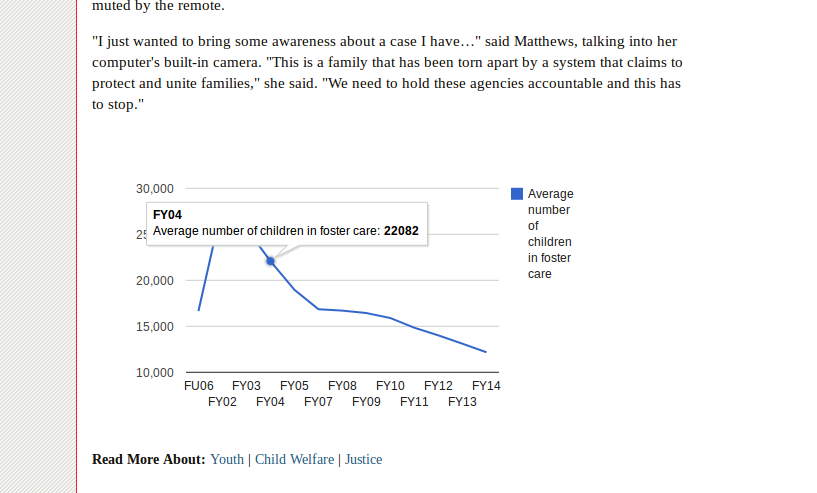 muted by the remote.
"I just wanted to bring some awareness about a case I have…" said Matthews, talking into her
computer's built-in camera. "This is a family that has been torn apart by a system that claims to
protect and unite families," she said. "We need to hold these agencies accountable and this has
to stop."
30,000
FY04
Average number of children in foster care: 22082
20,000
15,000
10,000
Average
number
of
children
in foster
care
FU06 FY03 FY05 FY08 FY10 FY12 FY14
FY02 FY04 FY07 FY09 FY11 FY13
Read More About: Youth | Child Welfare | Justice